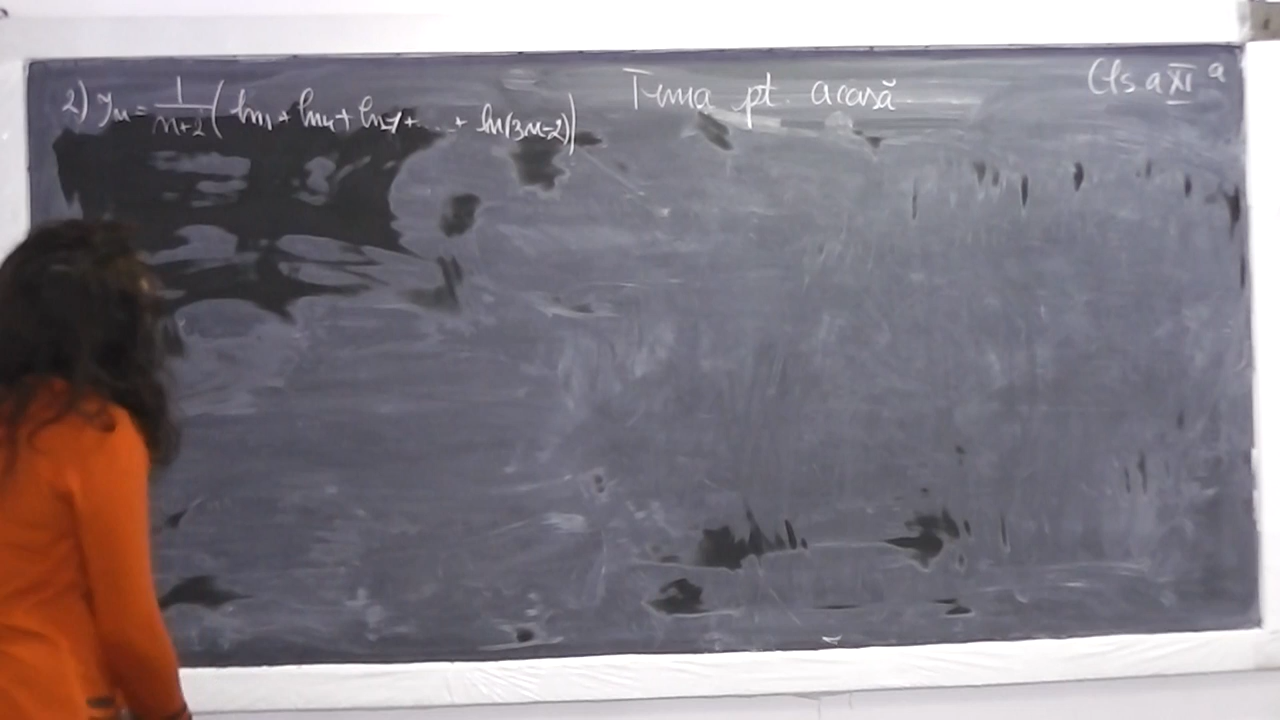 2) yn = 1/(n+2) ( ln1 + ln4 + ln7 + ... + ln(3n-2))
Tema pt. acasă
Cls a XI a